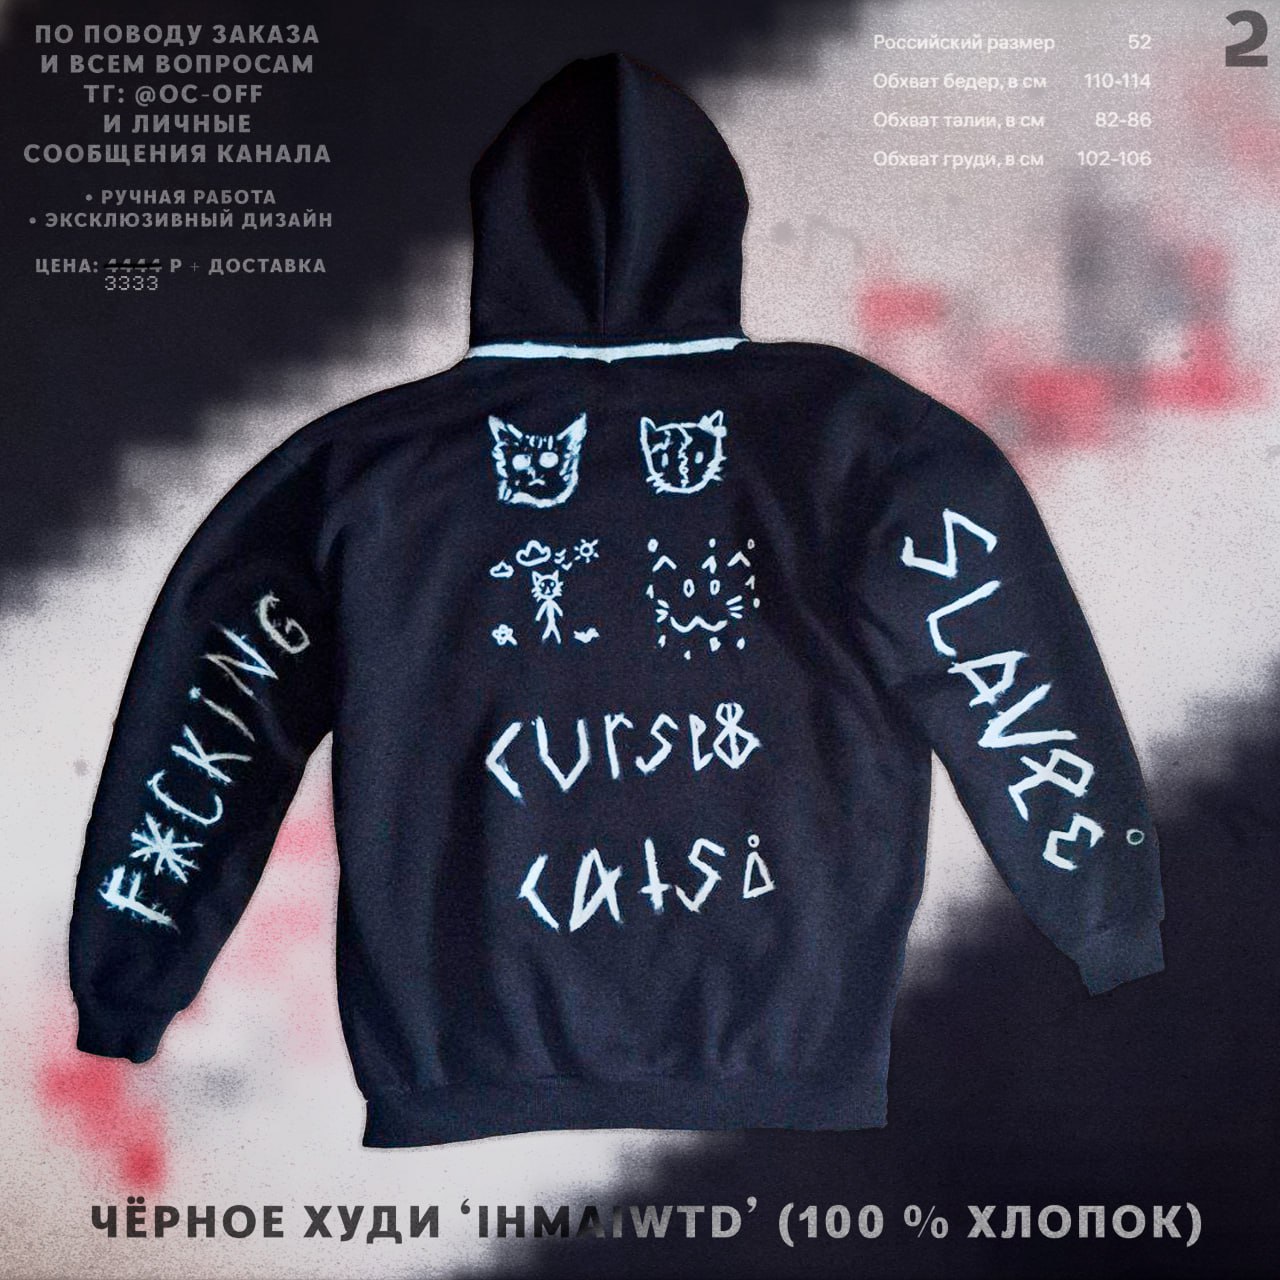 ПО ПОВОДУ ЗАКАЗА
И ВСЕМ ВОПРОСАМ
ТГ: @OC-OFF
И ЛИЧНЫЕ
СООБЩЕНИЯ КАНАЛА
• РУЧНАЯ РАБОТА
• ЭКСКЛЮЗИВНЫЙ ДИЗАЙН
ЦЕНА: 4444 Р + ДОСТАВКА
3333
Российский размер 52
Обхват бедер, в см 110-114
Обхват талии, в см 82-86
Обхват груди, в см 102-106
2
F*CKiNG
SLAVRE
CURSE8
CATS
ЧЁРНОЕ ХУДИ ‘IHMAIWTD’ (100 % ХЛОПОК)